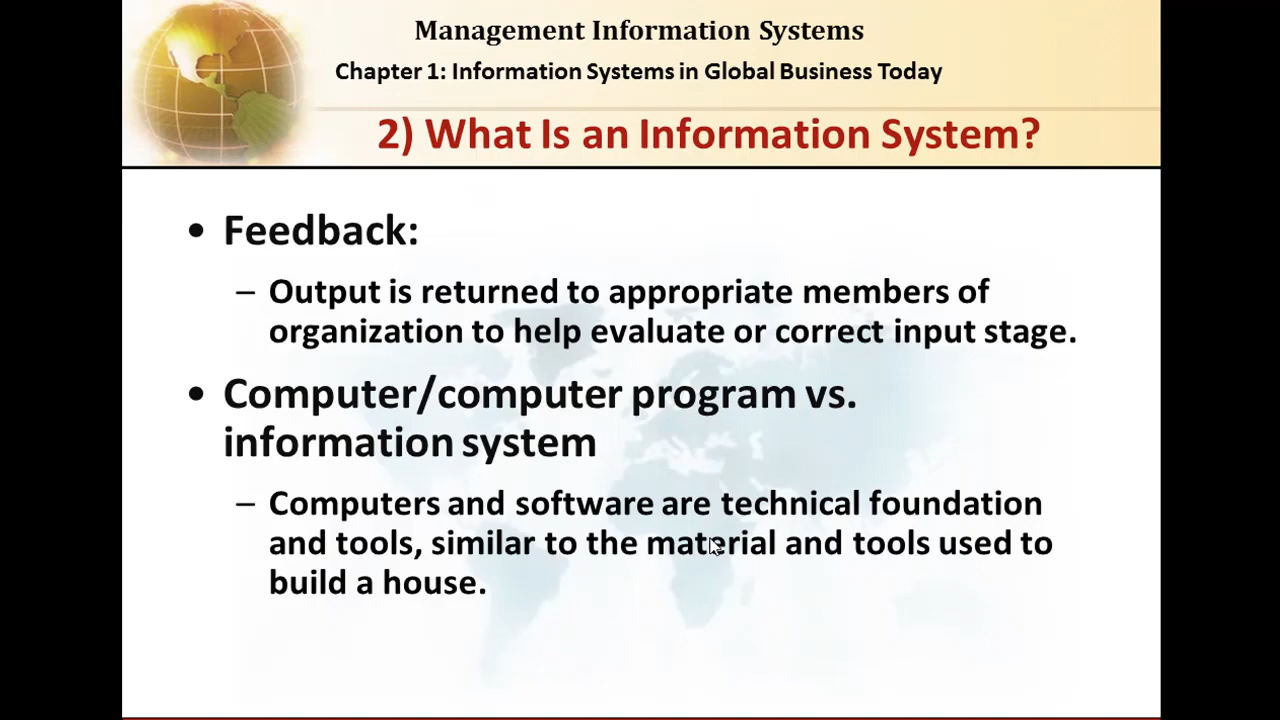 Management Information Systems
Chapter 1: Information Systems in Global Business Today
2) What Is an Information System?
• Feedback:
– Output is returned to appropriate members of
organization to help evaluate or correct input stage.
• Computer/computer program vs.
information system
– Computers and software are technical foundation
and tools, similar to the material and tools used to
build a house.